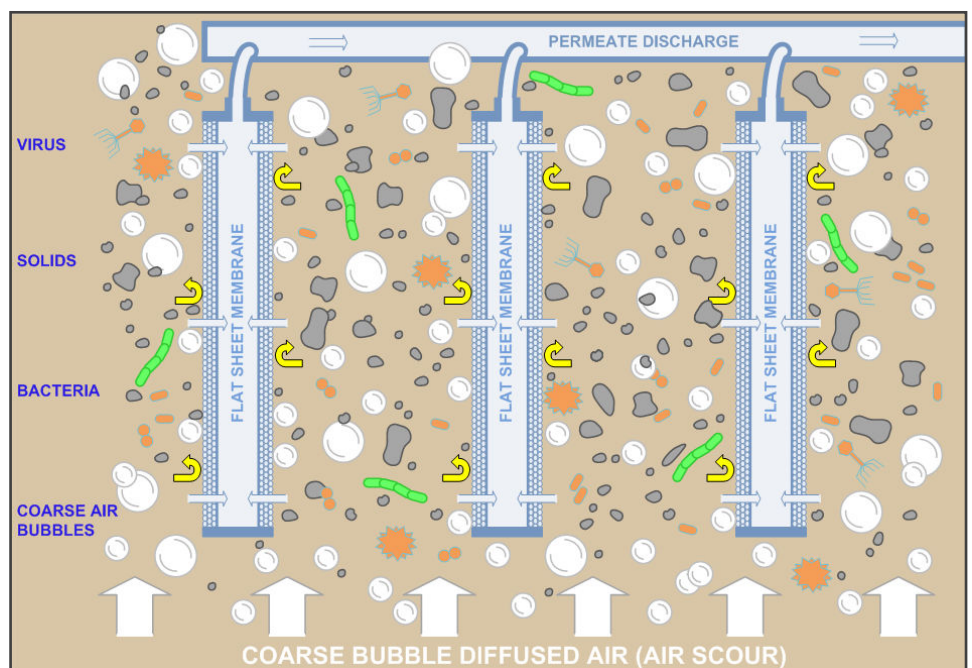 PERMEATE DISCHARGE
VIRUS
SOLIDS
BACTERIA
COARSE AIR
BUBBLES
FLAT SHEET MEMBRANE
FLAT SHEET MEMBRANE
FLAT SHEET MEMBRANE
COARSE BUBBLE DIFFUSED AIR (AIR SCOUR)